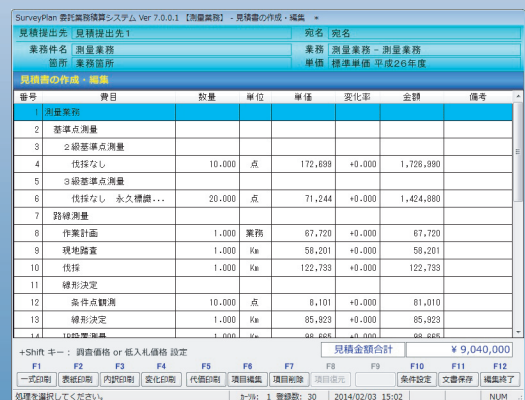 SurveyPlan 委託業務積算システム Ver 7.0.0.1 【測量業務】 - 見積書の作成・編集 *
見積提出先 見積提出先1 宛名 宛名
業務件名 測量業務 業務 測量業務 - 測量業務
箇所 業務箇所 単価 標準単価 平成26年度
見積書の作成・編集
番号 費目 数量 単位 単価 変化率 金額 備考
1 測量業務
2 基準点測量
3 2級基準点測量
4 伐採なし 10.000 点 172,699 +0.000 1,726,990
5 3級基準点測量
6 伐採なし 永久標識... 20.000 点 71,244 +0.000 1,424,880
7 路線測量
8 作業計画 1.000 業務 67,720 +0.000 67,720
9 現地踏査 1.000 Km 58,201 +0.000 58,201
10 伐採 1.000 Km 122,733 +0.000 122,733
11 線形決定
12 条件点観測 10.000 点 8,101 +0.000 81,010
13 線形決定 1.000 Km 85,923 +0.000 85,923
14 IP設置測量 1.000 Km 98,665 +0.000 98,665
+Shift キー： 調査価格 or 低入札価格 設定 見積金額合計 ¥ 9,040,000
F1 F2 F3 F4 F5 F6 F7 F8 F9 F10 F11 F12
一式印刷 表紙印刷 内訳印刷 変化印刷 代価印刷 項目編集 項目削除 項目復元 条件設定 文書保存 編集終了
処理を選択してください。 カーソル: 1 登録数: 30 2014/02/03 15:02 NUM